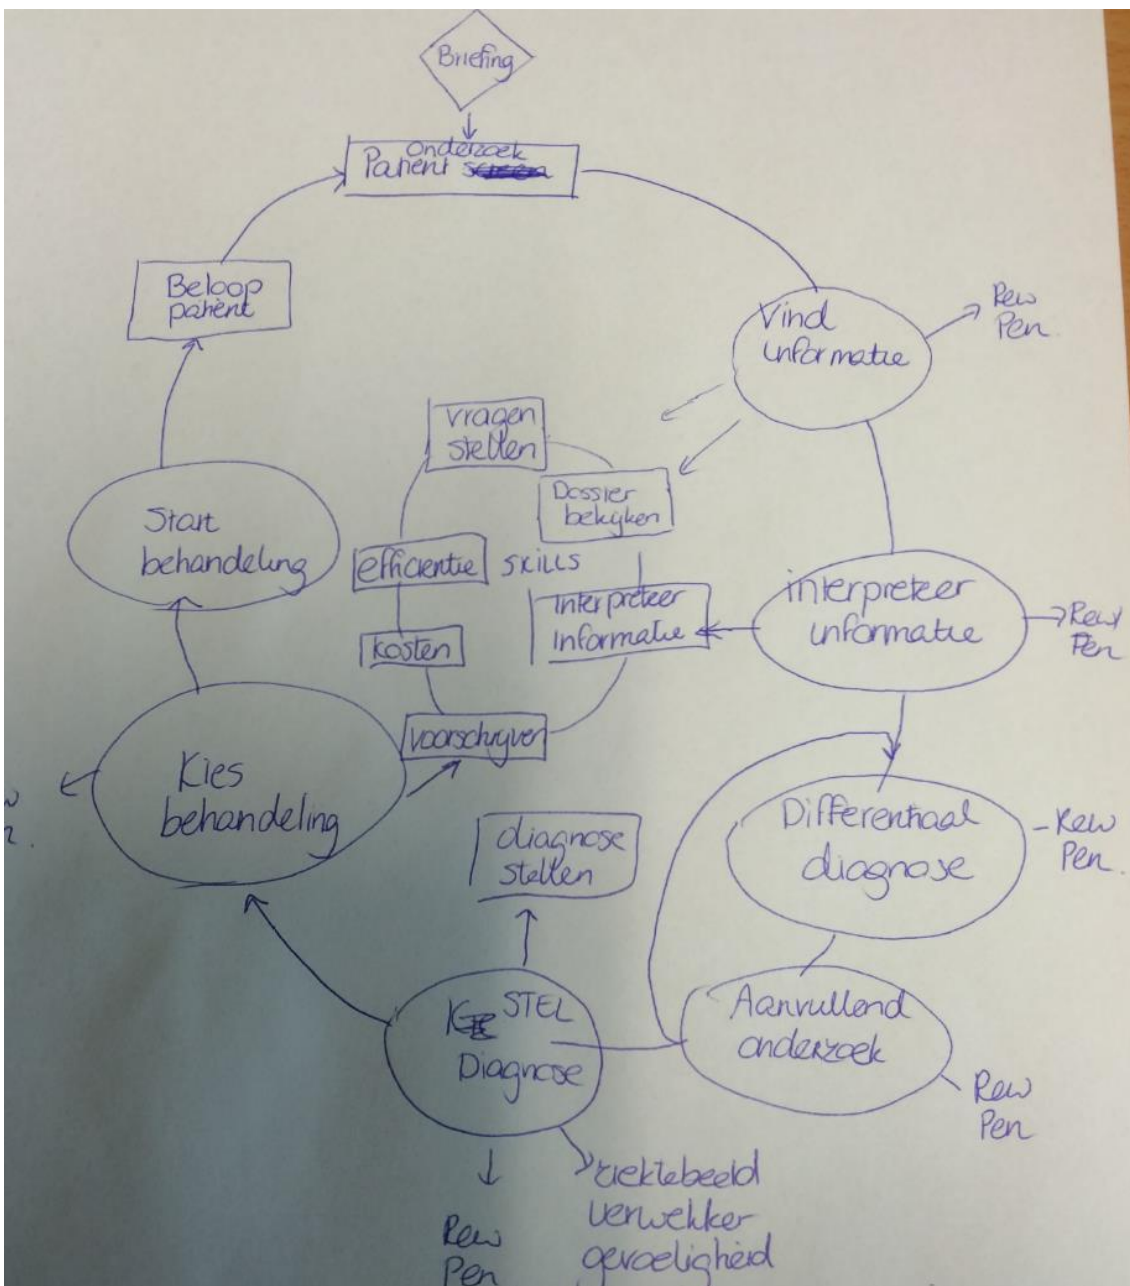 Briefing
onderzoek
Patient
Beloop
patient
Vind
informatie
Rew
Pen.
vragen
stellen
Dossier
bekijken
Start
behandeling
efficientie
SKILLS
interpreteer
informatie
interpreteer
informatie
Rew
Pen
kosten
voorschrijven
Kies
behandeling
Differentiaal
diagnose
Rew
Pen.
diagnose
stellen
STEL
Diagnose
Aanvullend
onderzoek
Rew
Pen
ziektebeeld
verwekker
gevoeligheid
Rew
Pen